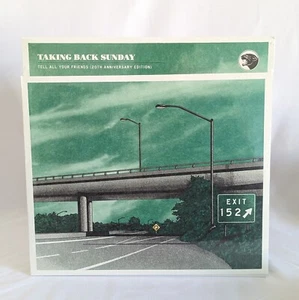 TAKING BACK SUNDAY
TELL ALL YOUR FRIENDS (20TH ANNIVERSARY EDITION)
EXIT
152